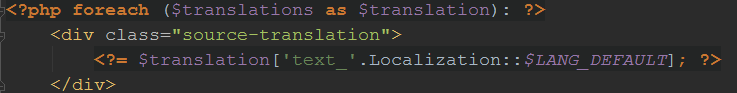 <?php foreach ($translations as $translation): ?>
<div class="source-translation">
<?= $translation['text_'.Localization::$LANG_DEFAULT]; ?>
</div>